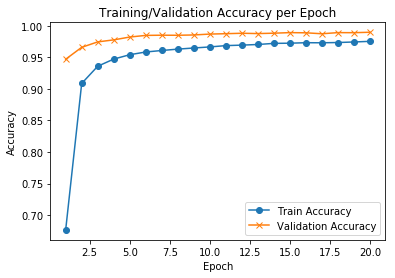 Training/Validation Accuracy per Epoch
1.00
0.95
0.90
0.85
0.80
0.75
0.70
Accuracy
Train Accuracy
Validation Accuracy
2.5 5.0 7.5 10.0 12.5 15.0 17.5 20.0
Epoch